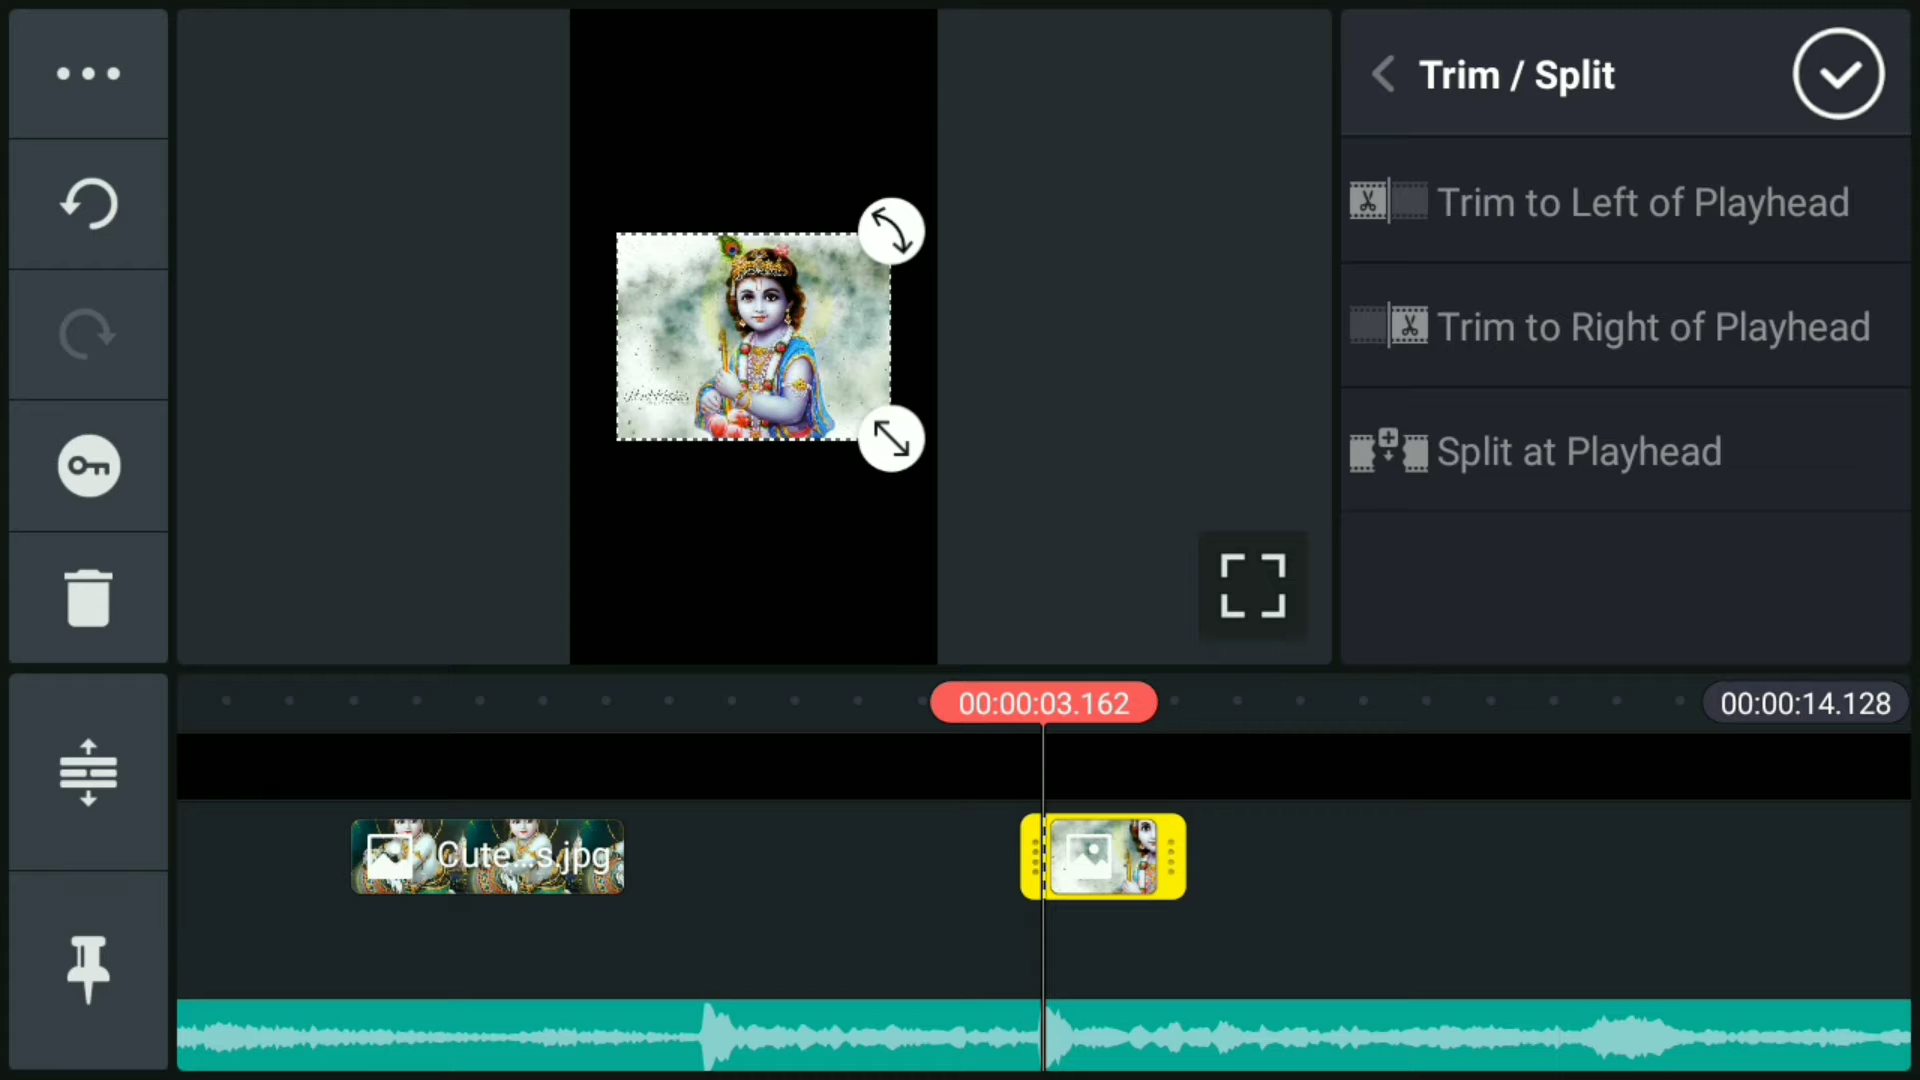 Trim / Split
Trim to Left of Playhead
Trim to Right of Playhead
Split at Playhead
00:00:03.162
00:00:14.128
Cute...s.jpg